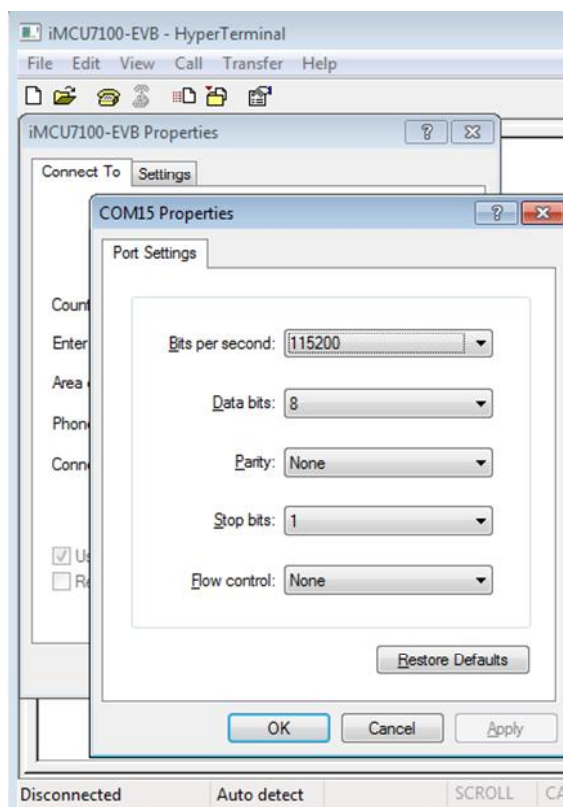 iMCU7100-EVB - HyperTerminal
File Edit View Call Transfer Help
iMCU7100-EVB Properties
Connect To Settings
COM15 Properties
Port Settings
Bits per second: 115200
Enter
Area
Data bits: 8
Parity: None
Stop bits: 1
Flow control: None
Restore Defaults
OK Cancel Apply
Disconnected Auto detect SCROLL